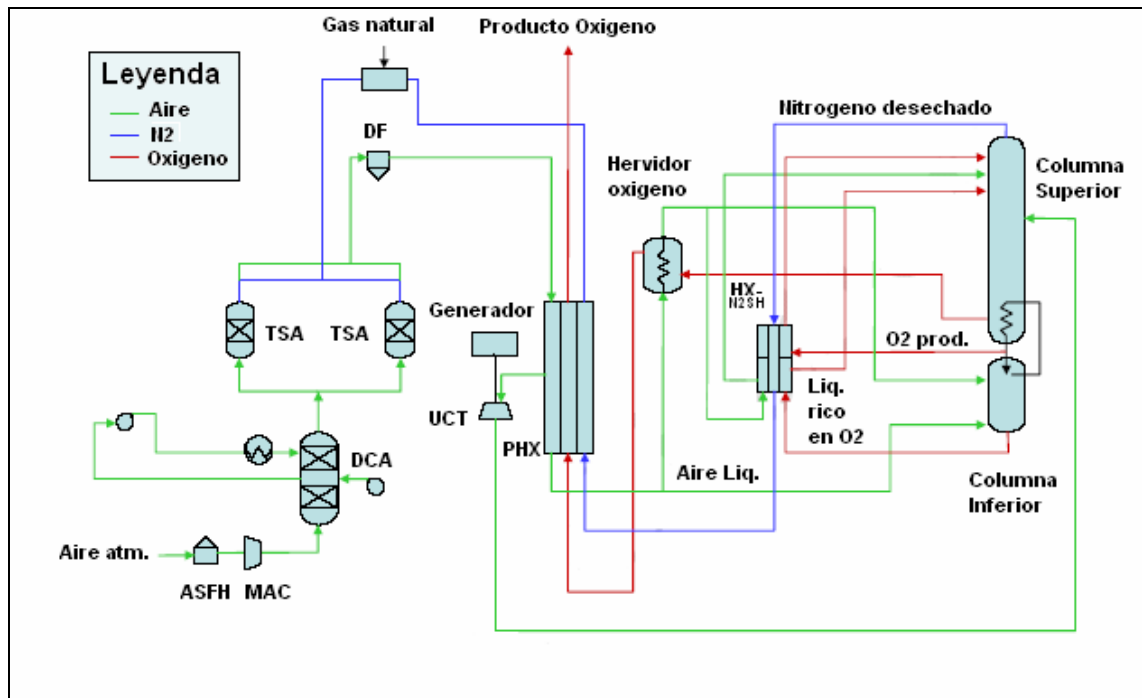 Gas natural
Producto Oxigeno
Leyenda
Aire
N2
Oxigeno
DF
Nitrogeno desechado
Hervidor
oxigeno
Columna
Superior
HX-
N2SH
TSA
TSA
Generador
O2 prod.
UCT
PHX
Liq.
rico
en O2
DCA
Aire Liq.
Columna
Inferior
Aire atm.
ASFH
MAC